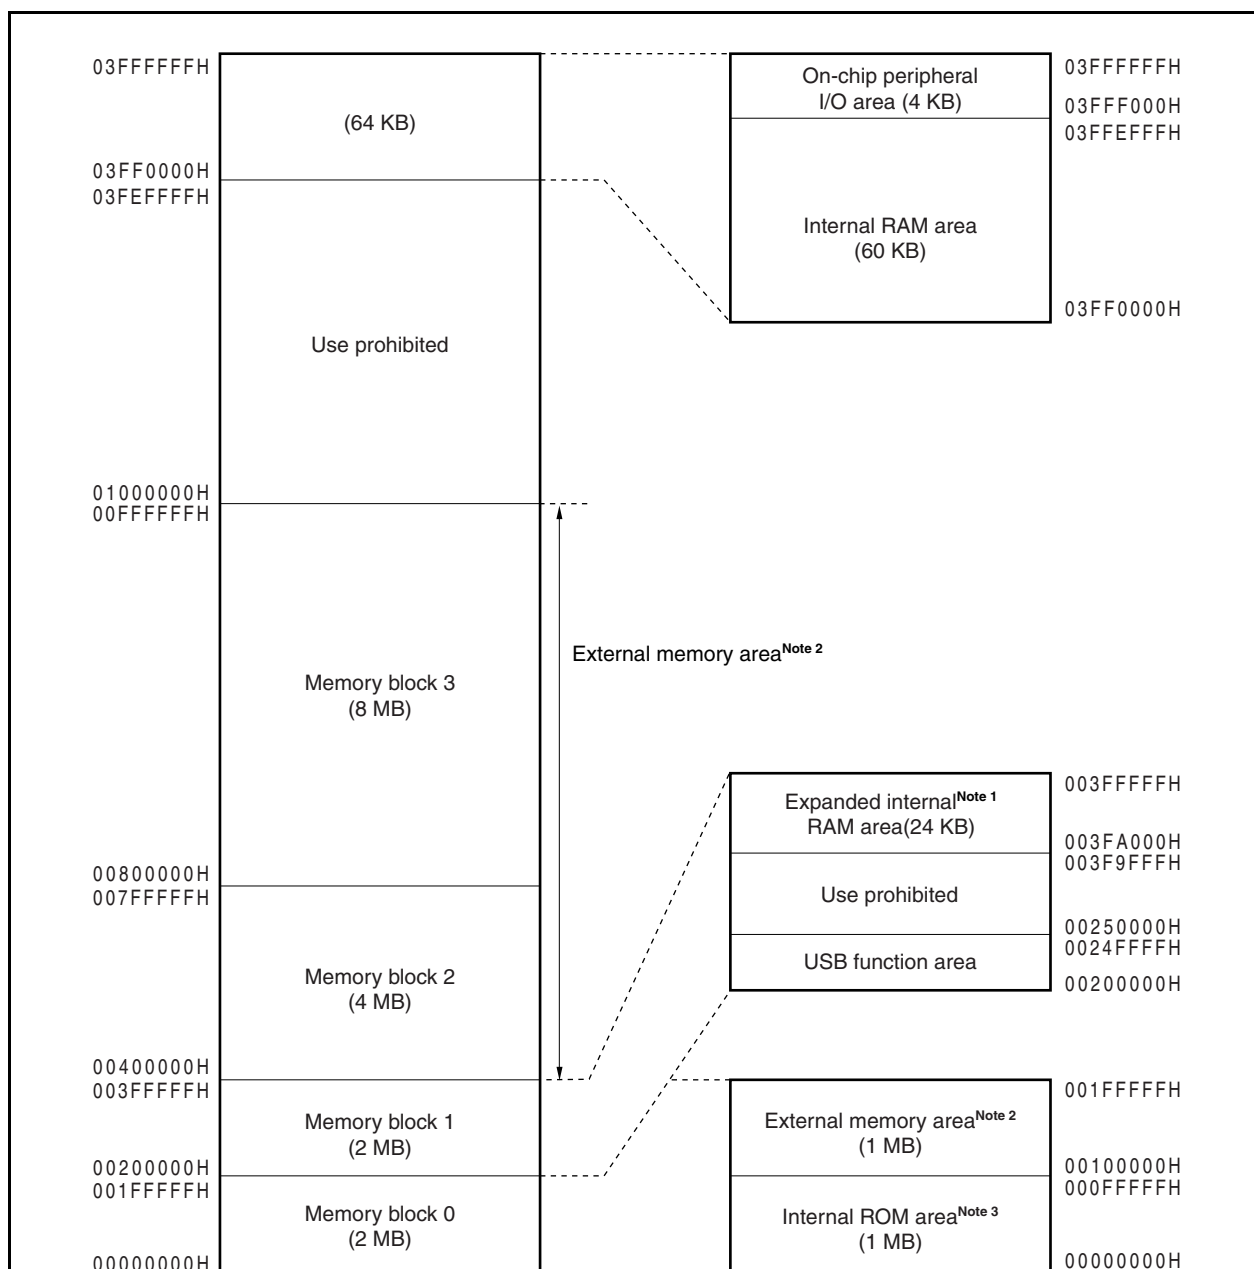 03FFFFFFH
(64 KB)
03FF0000H
03FEFFFFH
Use prohibited
01000000H
00FFFFFFH
External memory areaNote 2
Memory block 3
(8 MB)
00800000H
007FFFFFH
Memory block 2
(4 MB)
00400000H
003FFFFFH
Memory block 1
(2 MB)
00200000H
001FFFFFH
Memory block 0
(2 MB)
00000000H
On-chip peripheral
I/O area (4 KB)
03FFFFFFH
03FFF000H
03FFEFFFH
Internal RAM area
(60 KB)
03FF0000H
003FFFFFH
Expanded internalNote 1
RAM area(24 KB)
003FA000H
003F9FFFH
Use prohibited
00250000H
0024FFFFH
USB function area
00200000H
001FFFFFH
External memory areaNote 2
(1 MB)
00100000H
000FFFFFH
Internal ROM areaNote 3
(1 MB)
00000000H